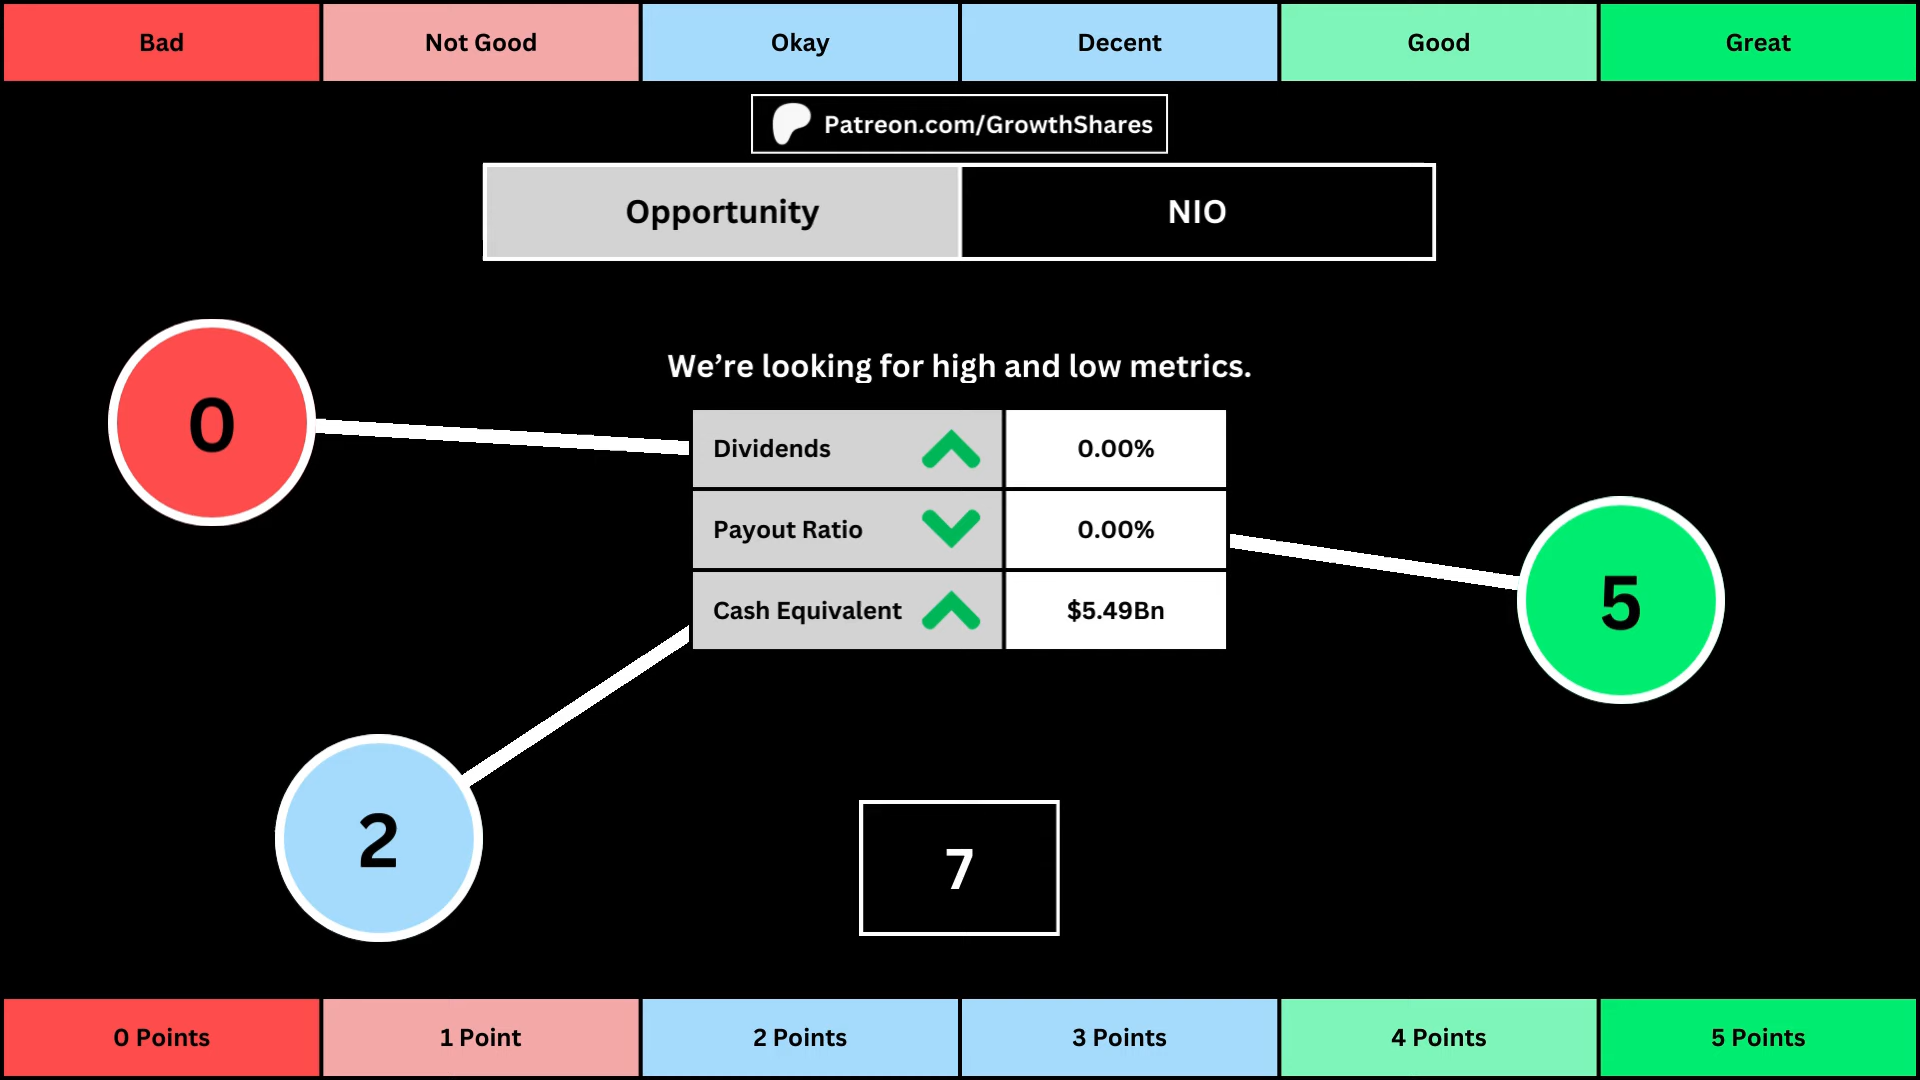 Bad Not Good Okay Decent Good Great
Patreon.com/GrowthShares
Opportunity NIO
We’re looking for high and low metrics.
0
Dividends 0.00%
Payout Ratio 0.00%
Cash Equivalent $5.49Bn
5
2
7
0 Points 1 Point 2 Points 3 Points 4 Points 5 Points